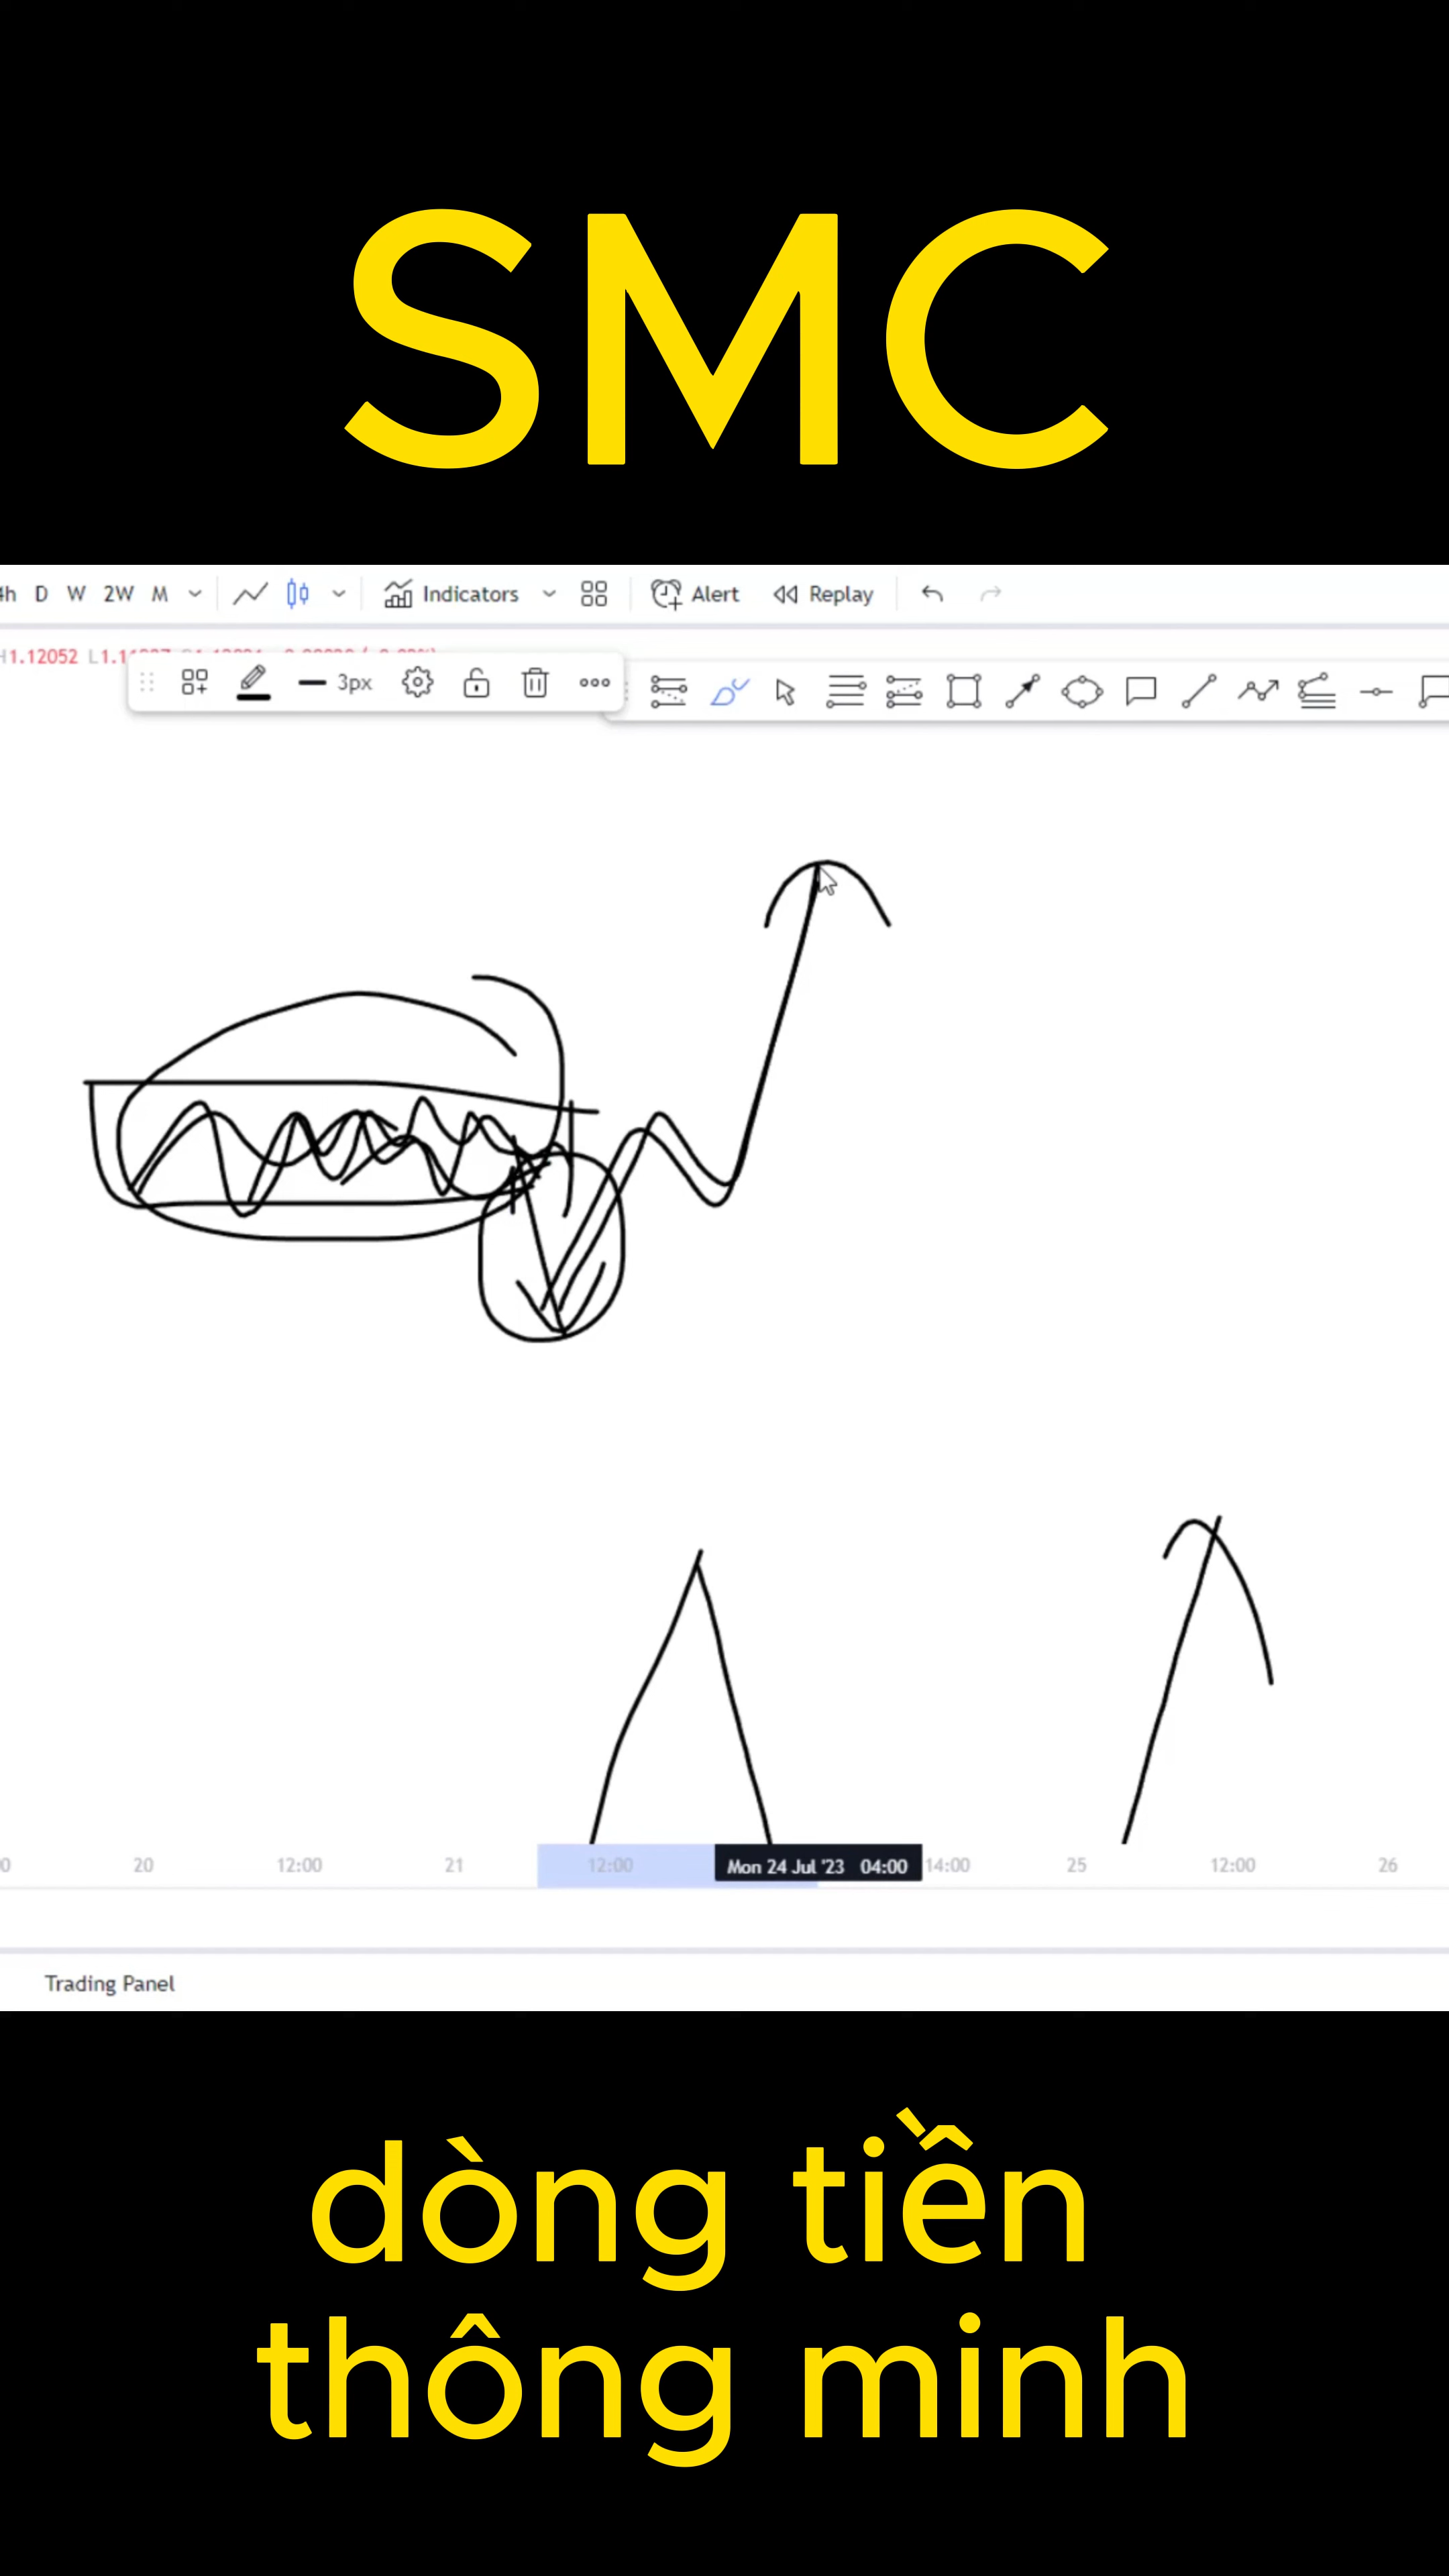 SMC
D W 2W M Indicators Alert Replay
H1.12052
3px
20 12:00 21 12:00 Mon 24 Jul '23 04:00 14:00 25 12:00 26
Trading Panel
dòng tiền
thông minh